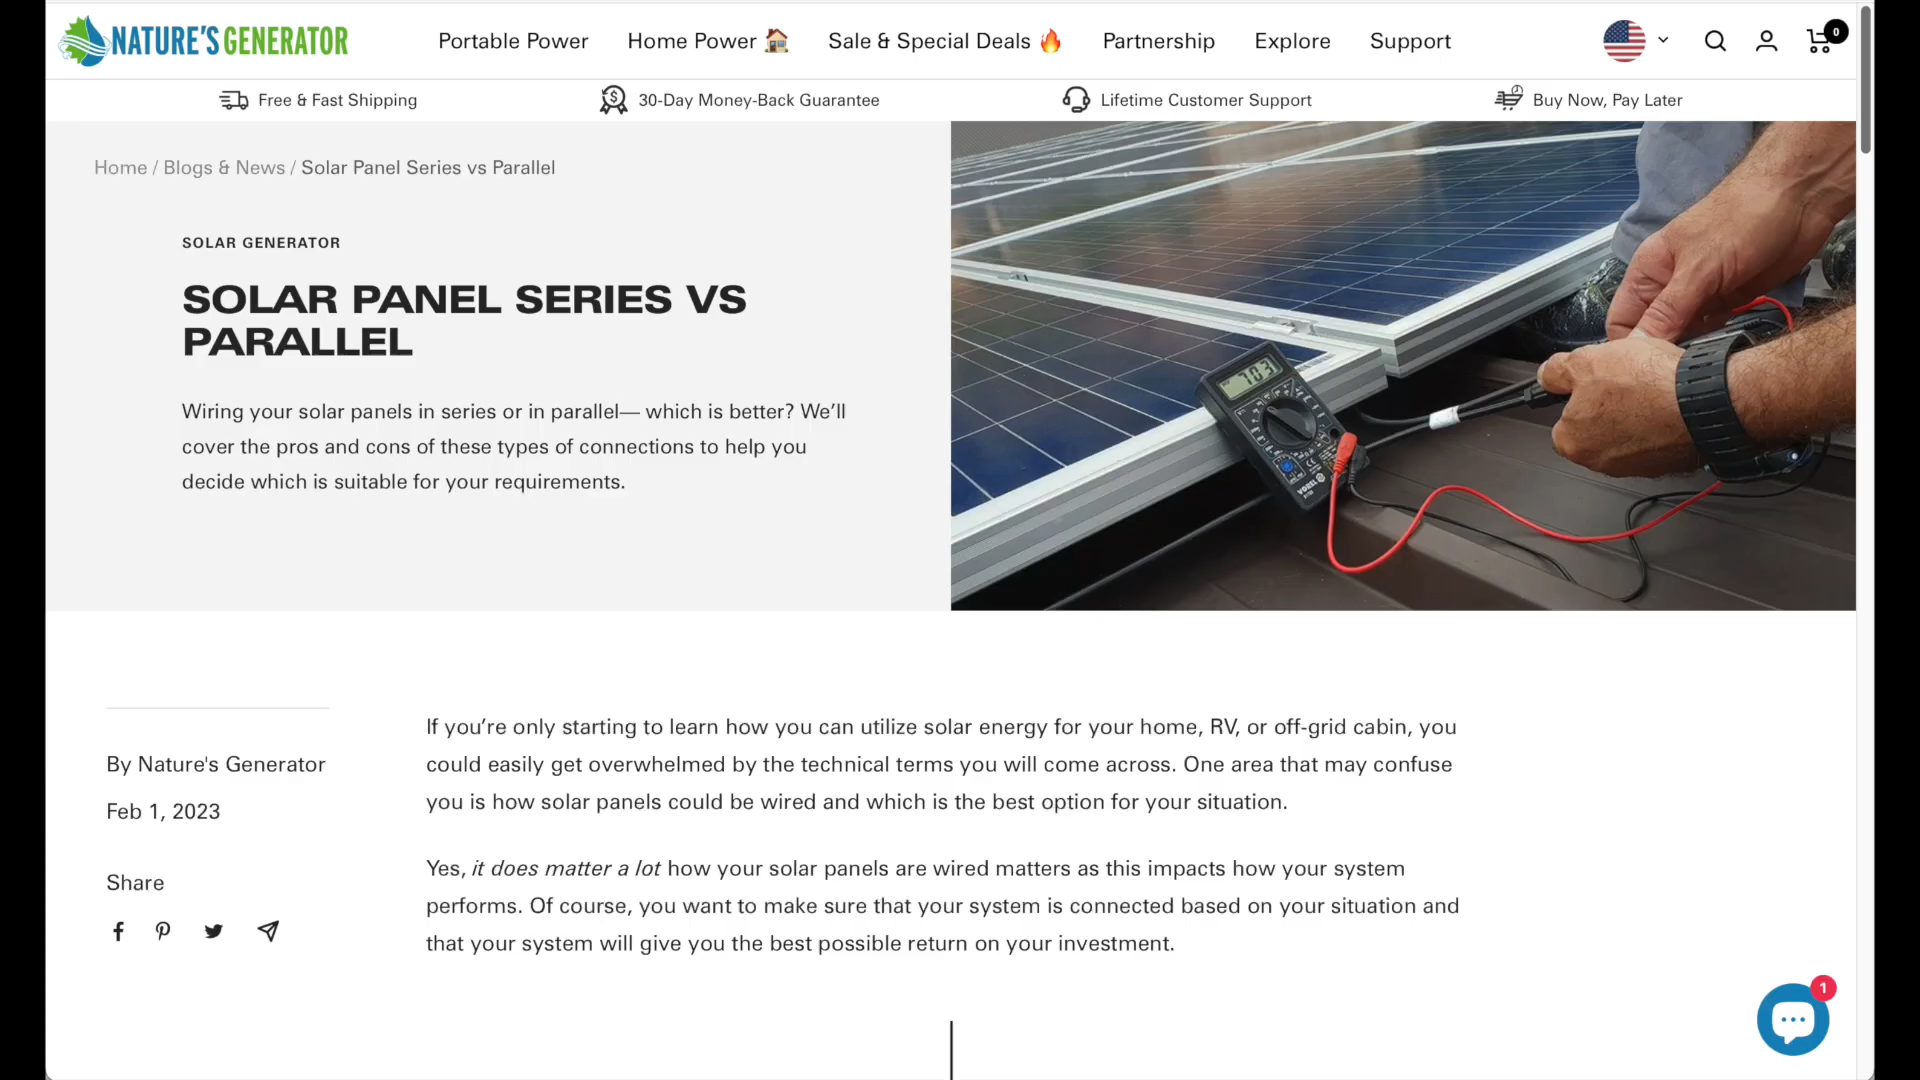 NATURE'S GENERATOR
Portable Power
Home Power
Sale & Special Deals
Partnership
Explore
Support
0
Free & Fast Shipping
30-Day Money-Back Guarantee
Lifetime Customer Support
Buy Now, Pay Later
Home / Blogs & News / Solar Panel Series vs Parallel
SOLAR GENERATOR
SOLAR PANEL SERIES VS
PARALLEL
Wiring your solar panels in series or in parallel— which is better? We’ll
cover the pros and cons of these types of connections to help you
decide which is suitable for your requirements.
703
VOREL
By Nature's Generator
Feb 1, 2023
Share
If you’re only starting to learn how you can utilize solar energy for your home, RV, or off-grid cabin, you
could easily get overwhelmed by the technical terms you will come across. One area that may confuse
you is how solar panels could be wired and which is the best option for your situation.
Yes, it does matter a lot how your solar panels are wired matters as this impacts how your system
performs. Of course, you want to make sure that your system is connected based on your situation and
that your system will give you the best possible return on your investment.
1